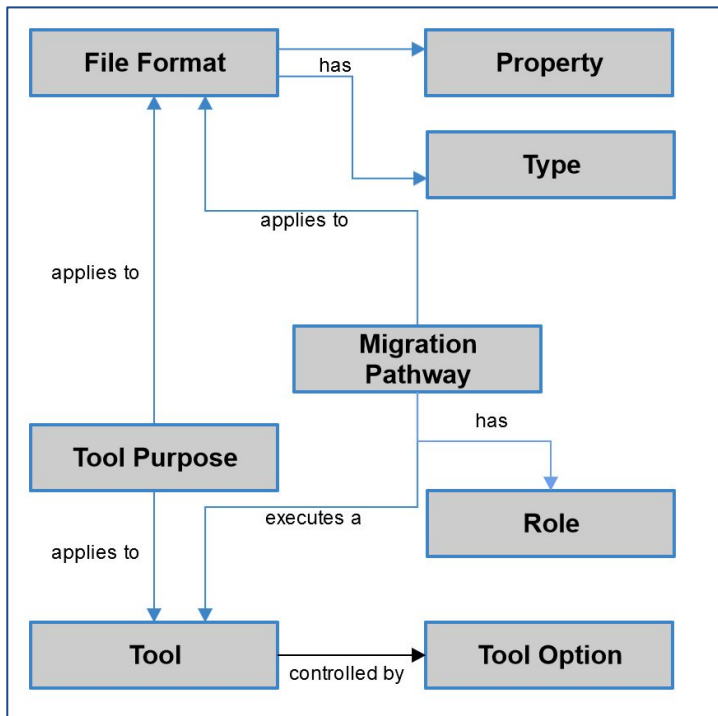 File Format
has
Property
Type
applies to
applies to
Migration
Pathway
has
Tool Purpose
executes a
Role
applies to
Tool
controlled by
Tool Option